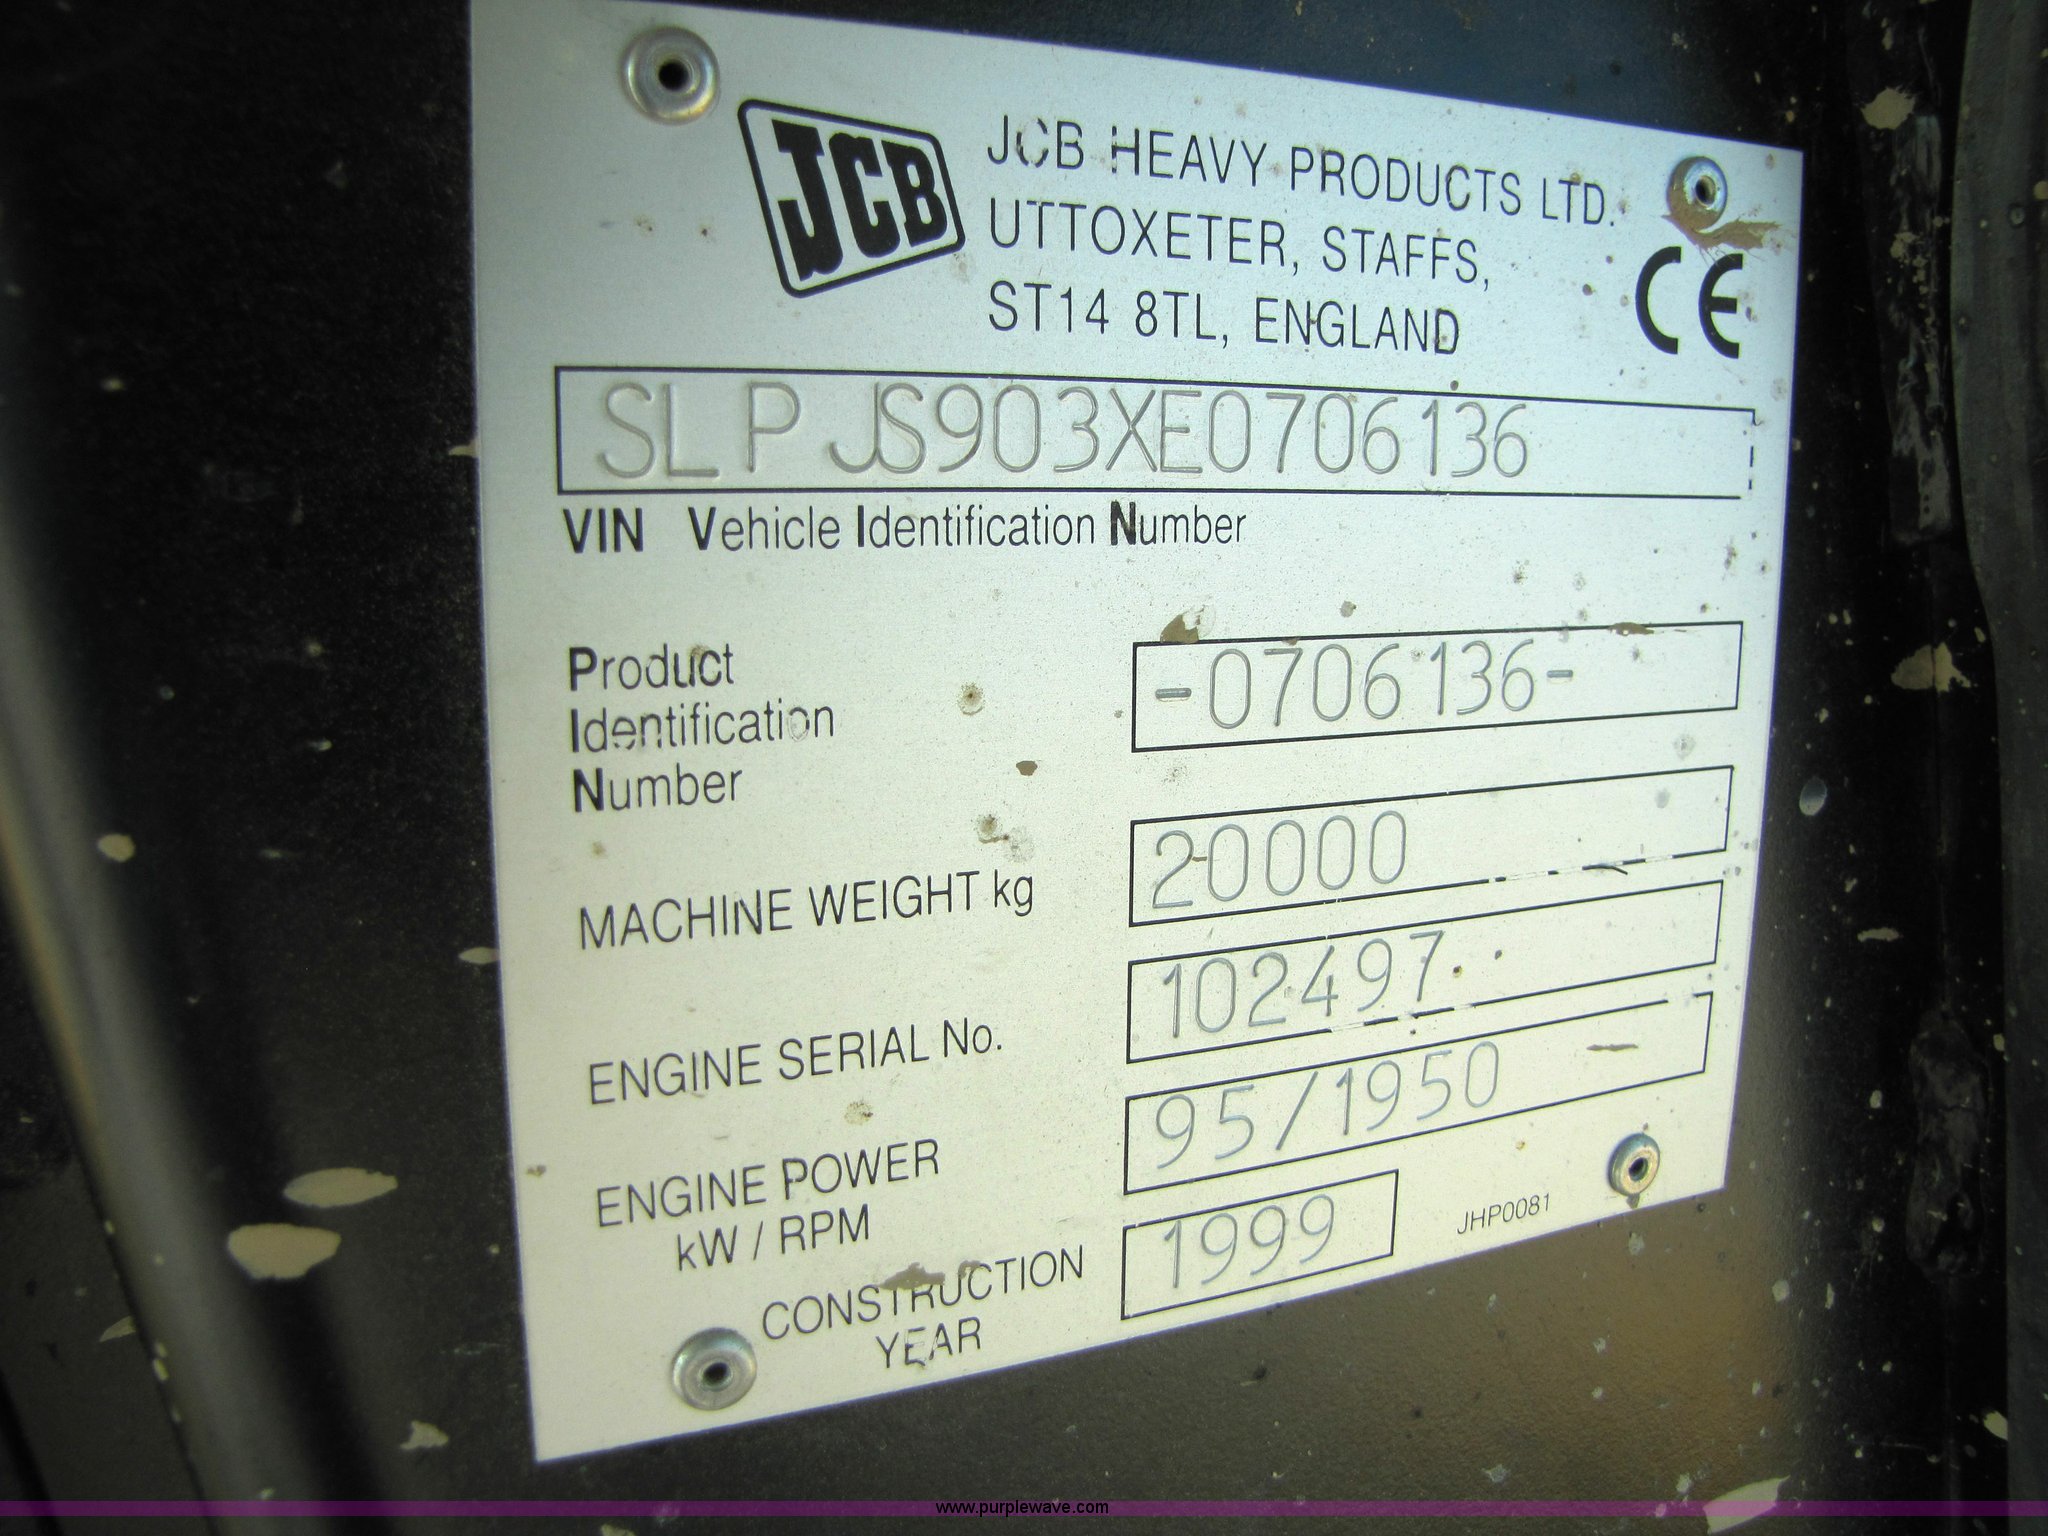 JCB
JCB HEAVY PRODUCTS LTD.
UTTOXETER, STAFFS,
ST14 8TL, ENGLAND
CE
SLPJS903XE0706136
VIN Vehicle Identification Number
Product
Identification
Number
-0706136-
MACHINE WEIGHT kg
20000
ENGINE SERIAL No.
102497
ENGINE POWER
kW / RPM
95/1950
CONSTRUCTION
YEAR
1999
JHP0081
www.purplewave.com